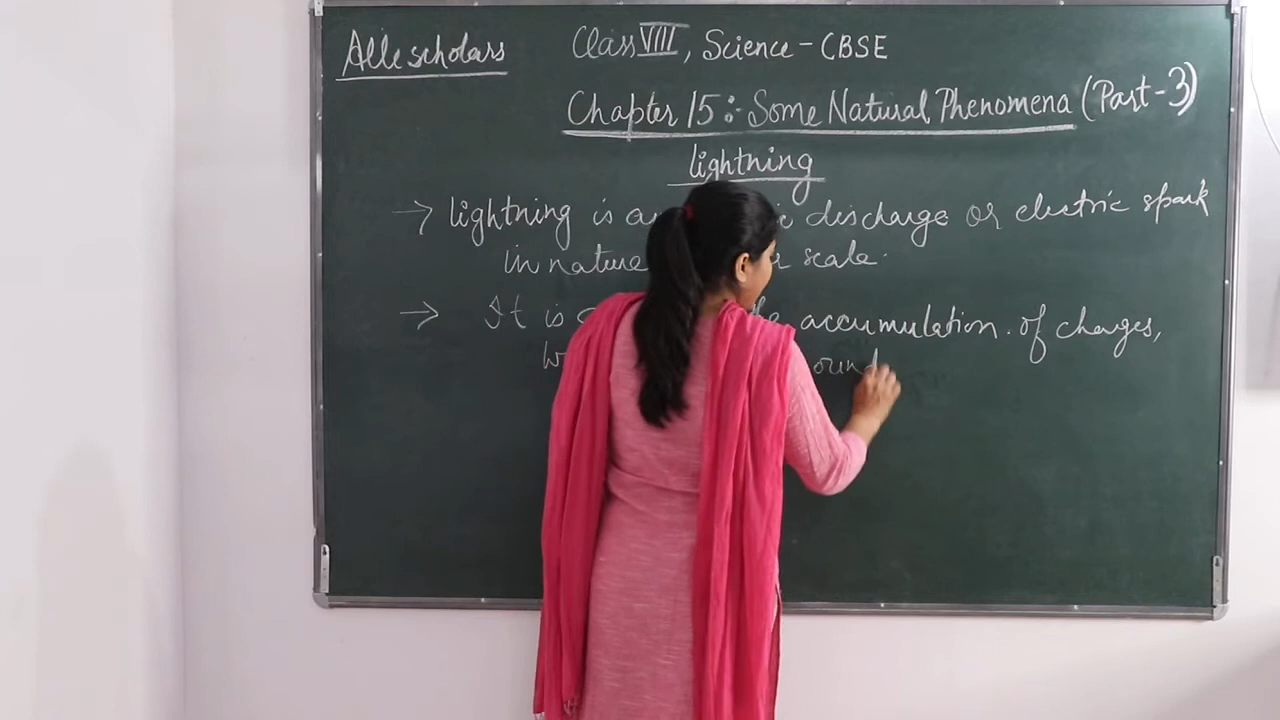 Alle scholars
Class VIII, Science - CBSE
Chapter 15 :- Some Natural Phenomena (Part-3)
lightning
→ lightning is discharge or electric spark
in nature scale.
→ It is accumulation. of charges,